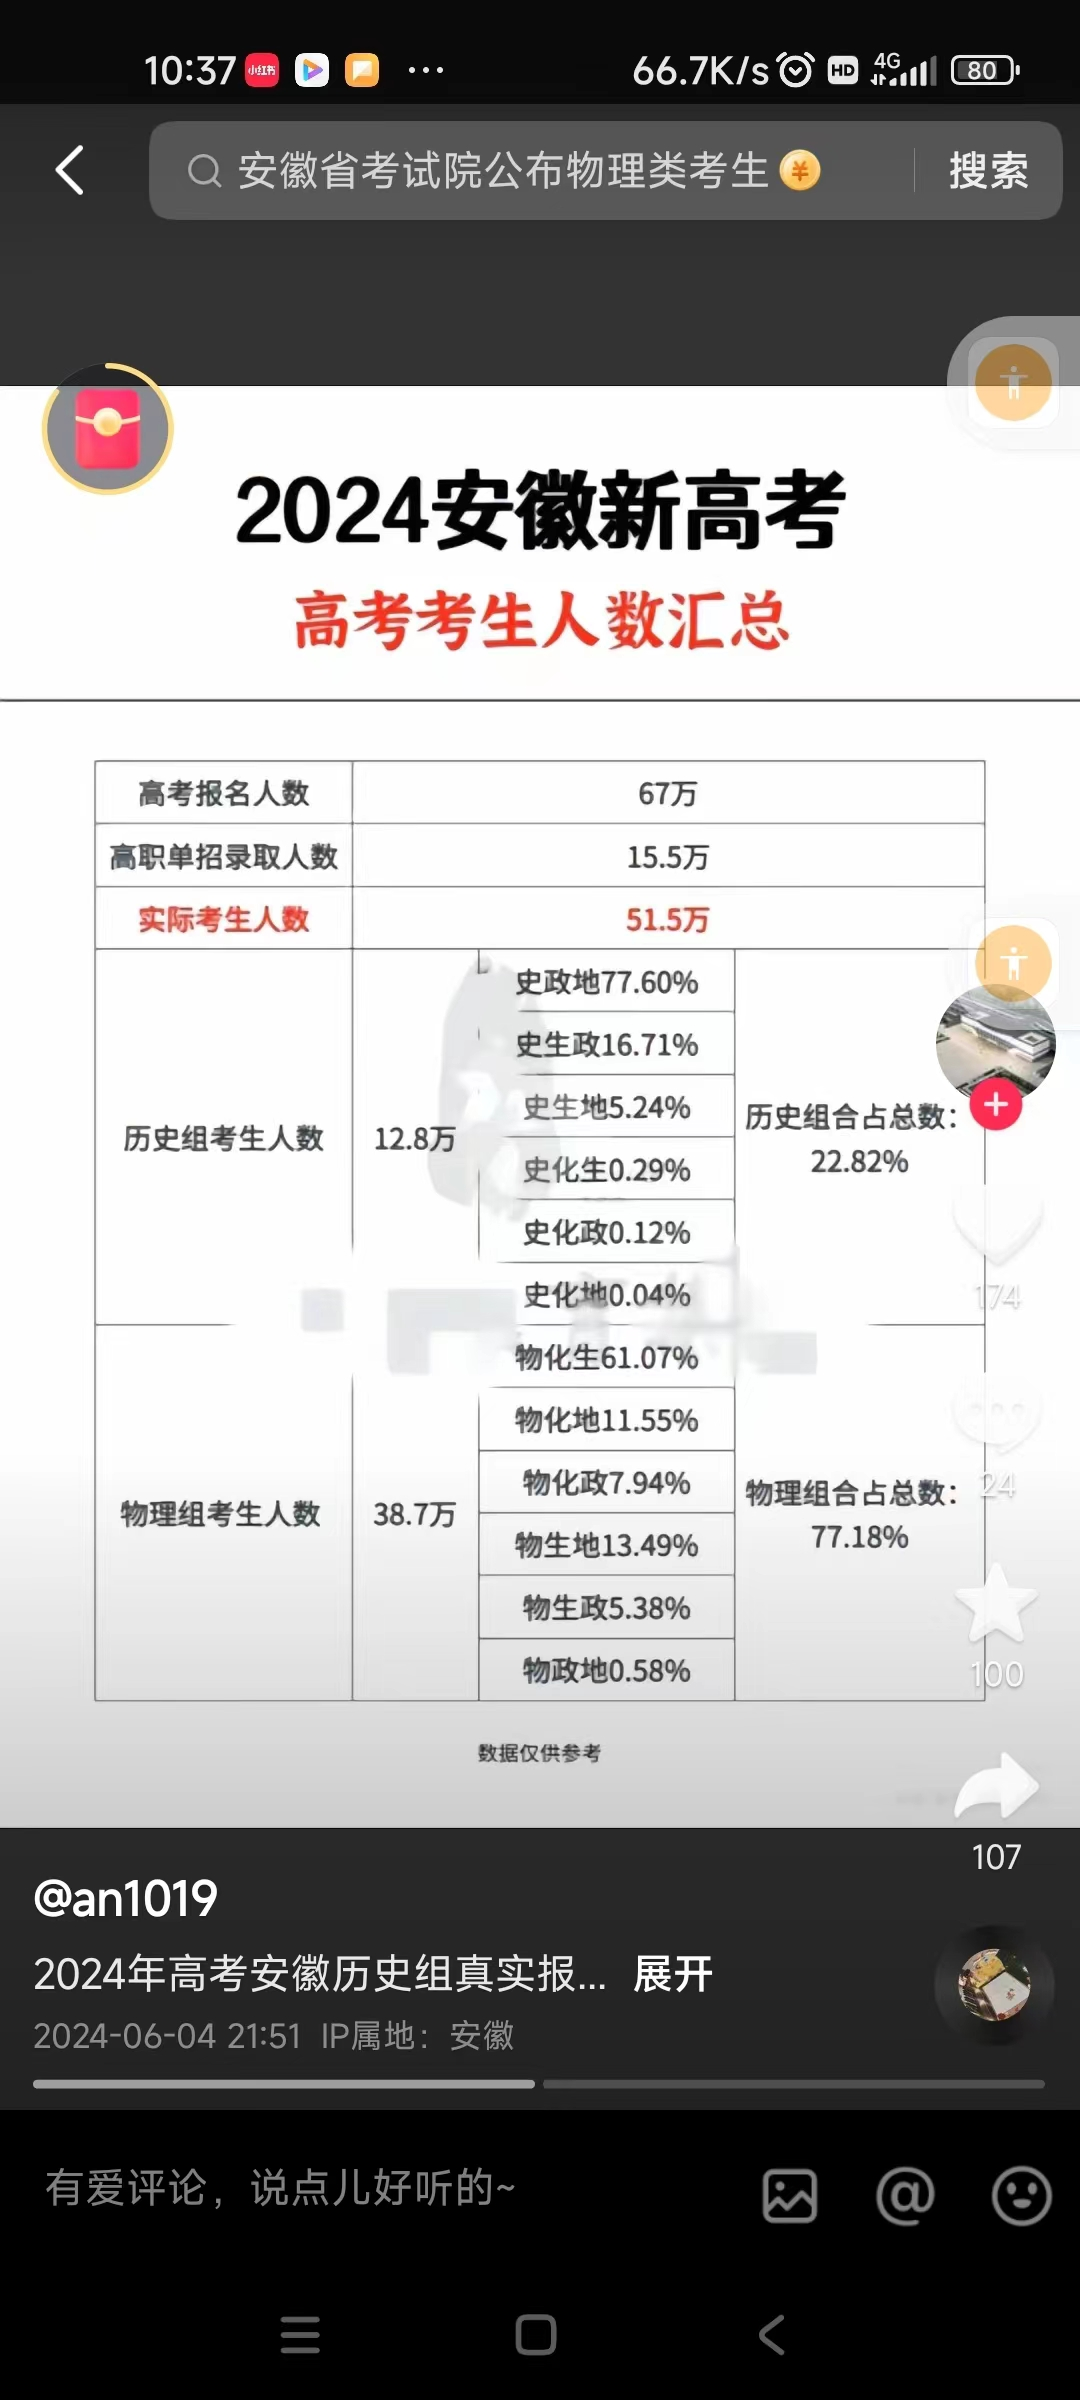 10:37 小红书 ... 66.7K/s HD 4G 80
安徽省考试院公布物理类考生 搜索
2024安徽新高考
高考考生人数汇总
高考报名人数 67万
高职单招录取人数 15.5万
实际考生人数 51.5万
历史组考生人数 12.8万
史政地77.60%
史生政16.71%
史生地5.24%
史化生0.29%
史化政0.12%
史化地0.04%
历史组合占总数：
22.82%
物理组考生人数 38.7万
物化生61.07%
物化地11.55%
物化政7.94%
物生地13.49%
物生政5.38%
物政地0.58%
物理组合占总数：
77.18%
数据仅供参考
174
24
100
107
@an1019
2024年高考安徽历史组真实报... 展开
2024-06-04 21:51 IP属地：安徽
有爱评论，说点儿好听的~